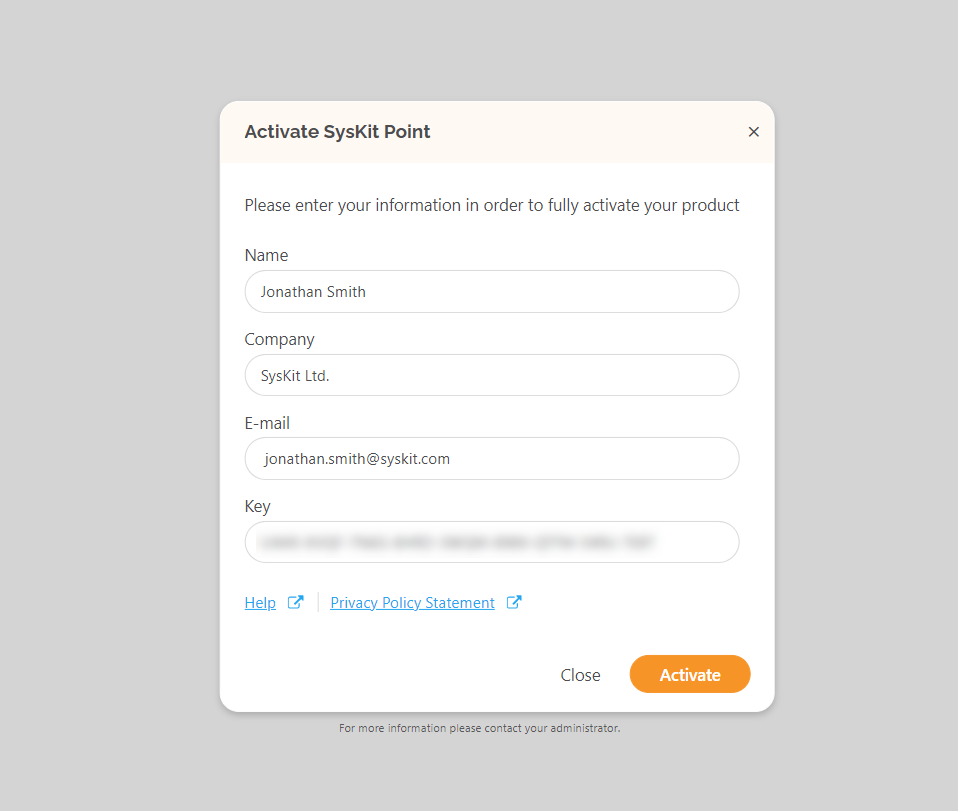 Activate SysKit Point
Please enter your information in order to fully activate your product
Name
Jonathan Smith
Company
SysKit Ltd.
E-mail
jonathan.smith@syskit.com
Key
Help | Privacy Policy Statement
Close Activate
For more information please contact your administrator.